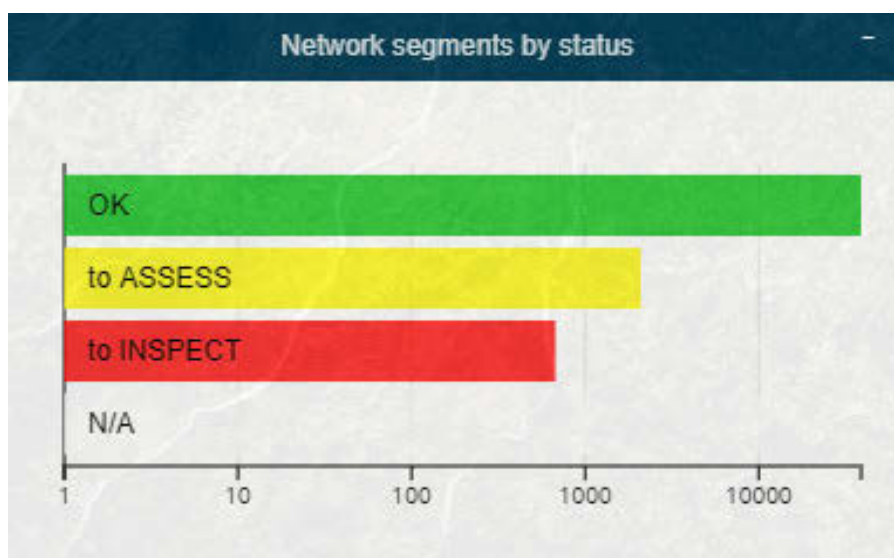 Network segments by status
-
OK
to ASSESS
to INSPECT
N/A
1 10 100 1000 10000